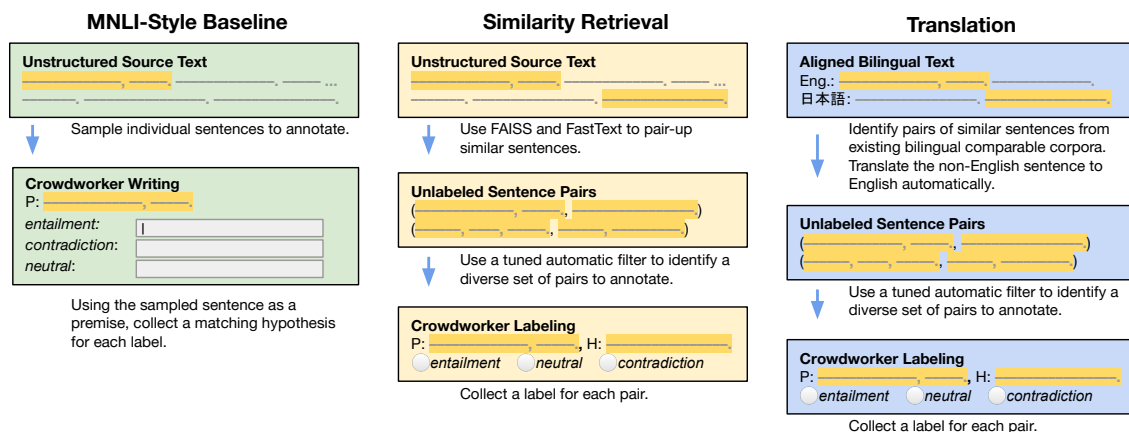 MNLI-Style Baseline
Unstructured Source Text
...
Sample individual sentences to annotate.
Crowdworker Writing
P:
entailment:
contradiction:
neutral:
Using the sampled sentence as a
premise, collect a matching hypothesis
for each label.
Similarity Retrieval
Unstructured Source Text
...
Use FAISS and FastText to pair-up
similar sentences.
Unlabeled Sentence Pairs
( , ., .)
( , , ., , .)
Use a tuned automatic filter to identify a
diverse set of pairs to annotate.
Crowdworker Labeling
P: , ., H: .
entailment neutral contradiction
Collect a label for each pair.
Translation
Aligned Bilingual Text
Eng.:
日本語:
Identify pairs of similar sentences from
existing bilingual comparable corpora.
Translate the non-English sentence to
English automatically.
Unlabeled Sentence Pairs
( , ., .)
( , , ., , .)
Use a tuned automatic filter to identify a
diverse set of pairs to annotate.
Crowdworker Labeling
P: , ., H: .
entailment neutral contradiction
Collect a label for each pair.